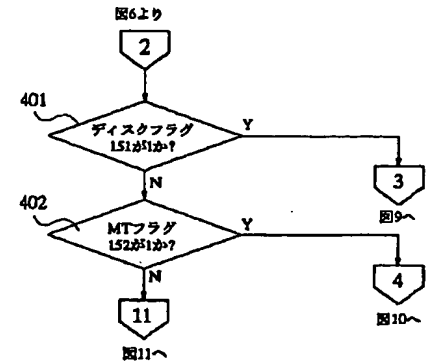 図6より
2
401
ディスクフラグ
151が1か?
Y
N
3
図9へ
402
MTフラグ
152が1か?
Y
N
4
図10へ
11
図11へ